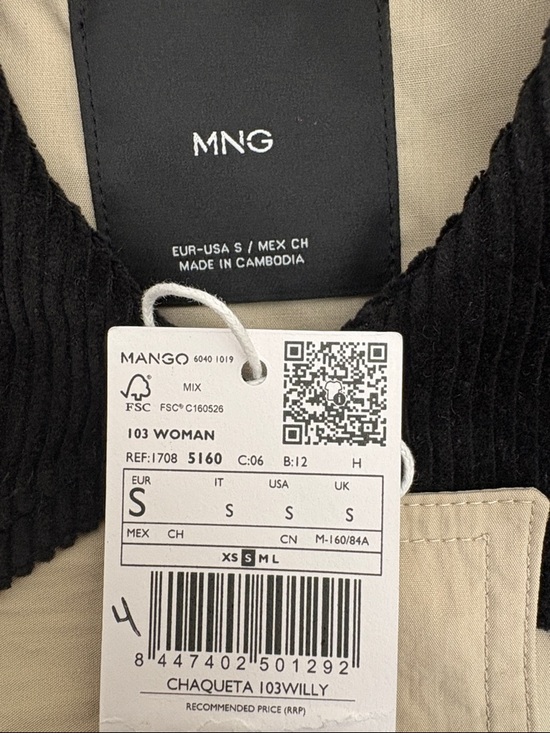 MNG
EUR-USA S / MEX CH
MADE IN CAMBODIA
MANGO 6040 1019
MIX
FSC FSC® C160526
103 WOMAN
REF:1708 5160 C:06 B:12 H
EUR IT USA UK
S S S S
MEX CH CN M-160/84A
XS S M L
4
8 447402 501292
CHAQUETA 103WILLY
RECOMMENDED PRICE (RRP)